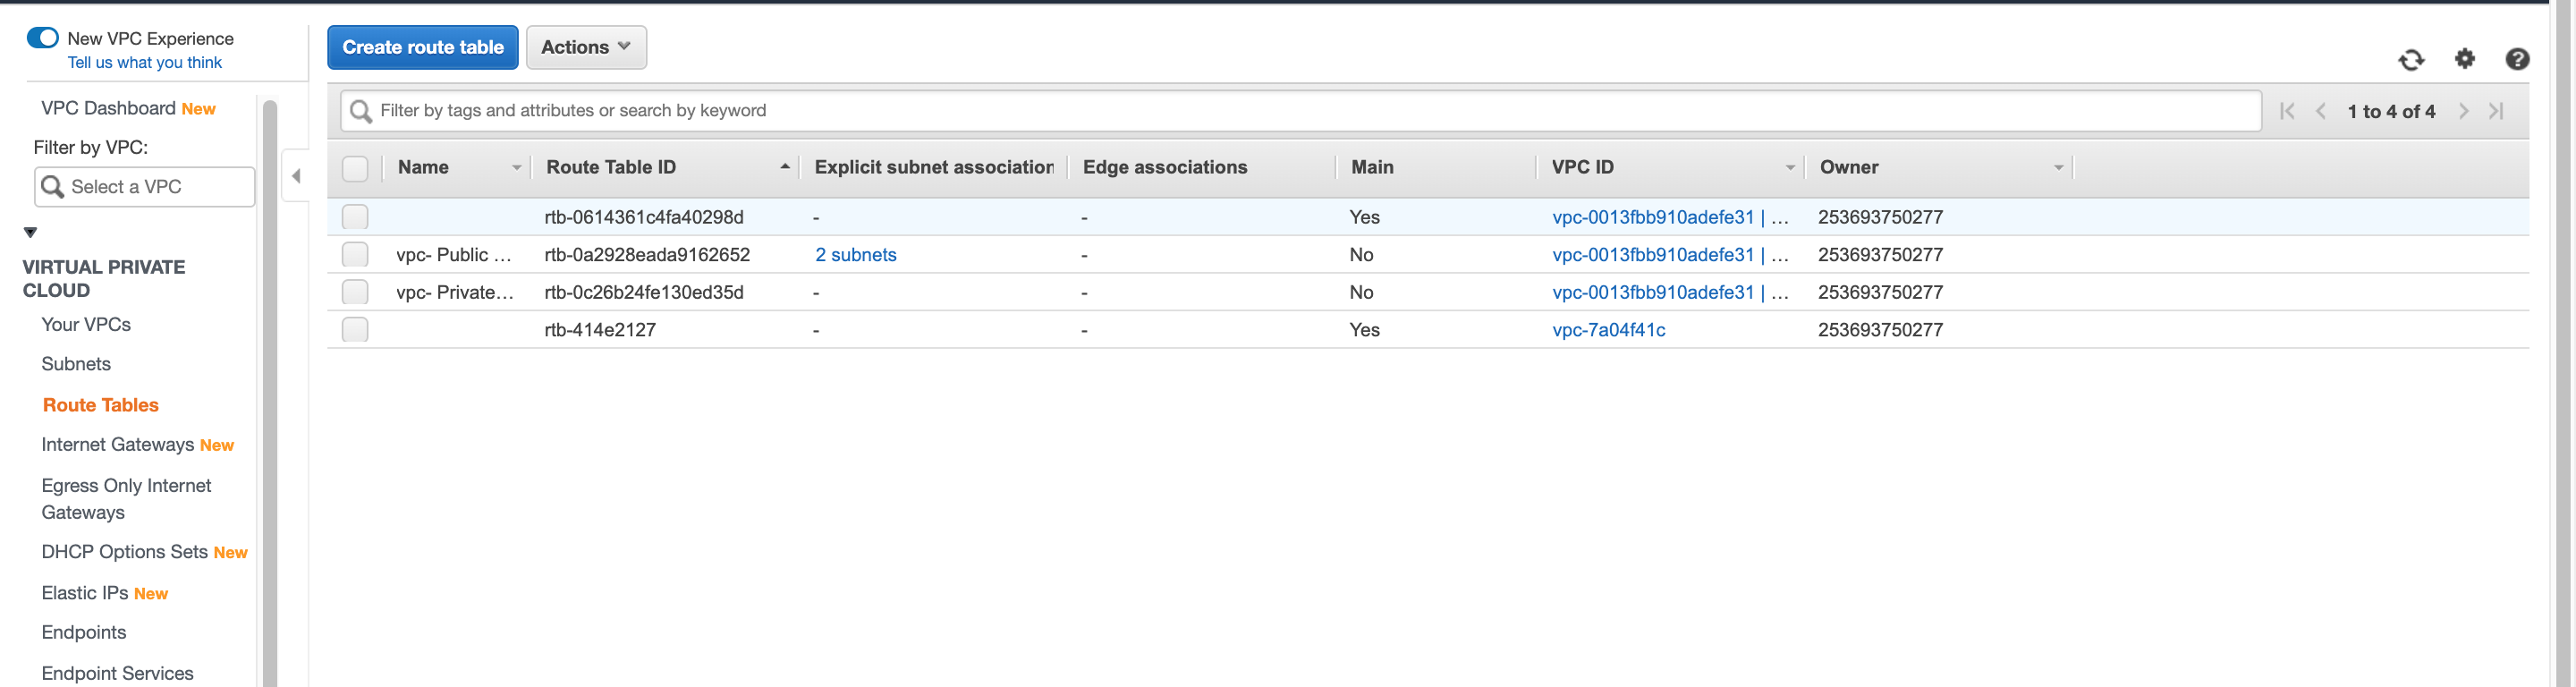 New VPC Experience
Tell us what you think
VPC Dashboard New
Filter by VPC:
Select a VPC
VIRTUAL PRIVATE
CLOUD
Your VPCs
Subnets
Route Tables
Internet Gateways New
Egress Only Internet
Gateways
DHCP Options Sets New
Elastic IPs New
Endpoints
Endpoint Services
Create route table Actions
Filter by tags and attributes or search by keyword 1 to 4 of 4
Name Route Table ID Explicit subnet association Edge associations Main VPC ID Owner
rtb-0614361c4fa40298d - - Yes vpc-0013fbb910adefe31 | ... 253693750277
vpc- Public ... rtb-0a2928eada9162652 2 subnets - No vpc-0013fbb910adefe31 | ... 253693750277
vpc- Private... rtb-0c26b24fe130ed35d - - No vpc-0013fbb910adefe31 | ... 253693750277
rtb-414e2127 - - Yes vpc-7a04f41c 253693750277